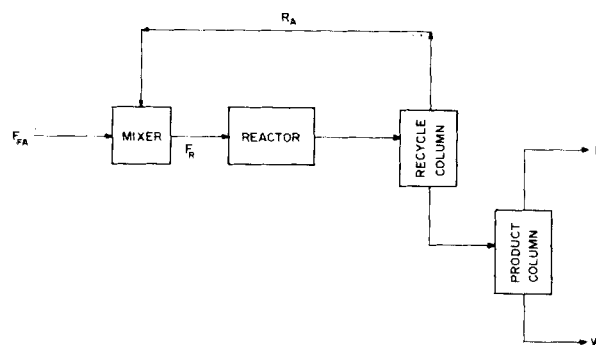 R_A
F_FA
MIXER
F_R
REACTOR
RECYCLE
COLUMN
PRODUCT
COLUMN